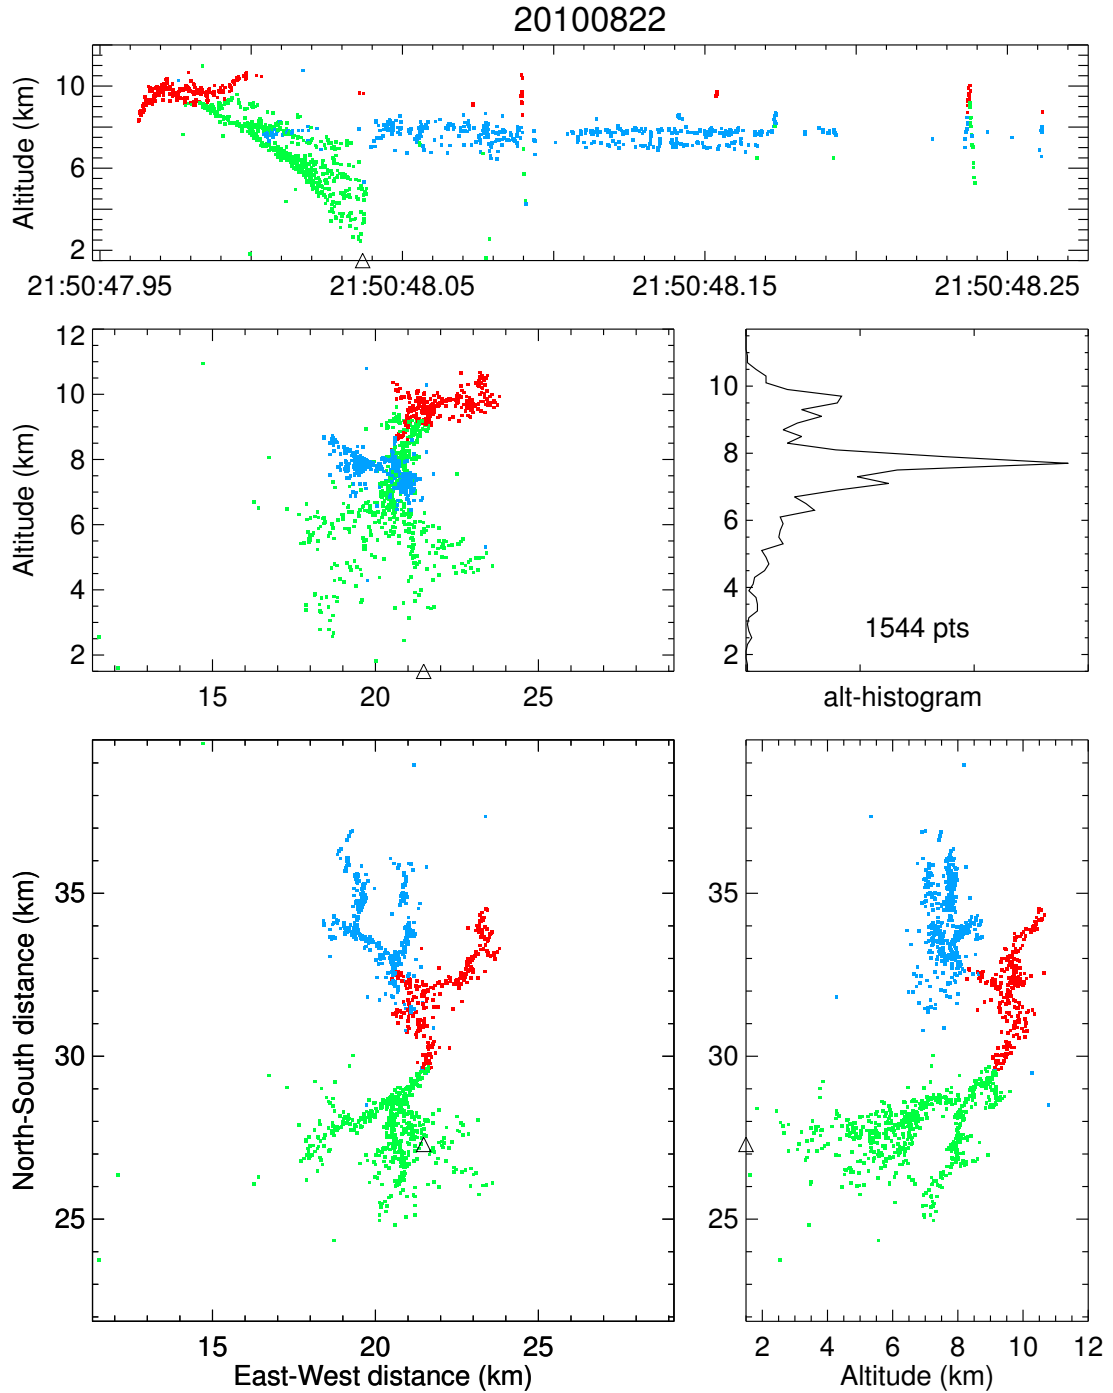 20100822
Altitude (km)
10
6
2
21:50:47.95 21:50:48.05 21:50:48.15 21:50:48.25
Altitude (km)
12
10
8
6
4
2
15 20 25
10
8
6
4
2
1544 pts
alt-histogram
North-South distance (km)
35
30
25
15 20 25
East-West distance (km)
35
30
25
2 4 6 8 10 12
Altitude (km)